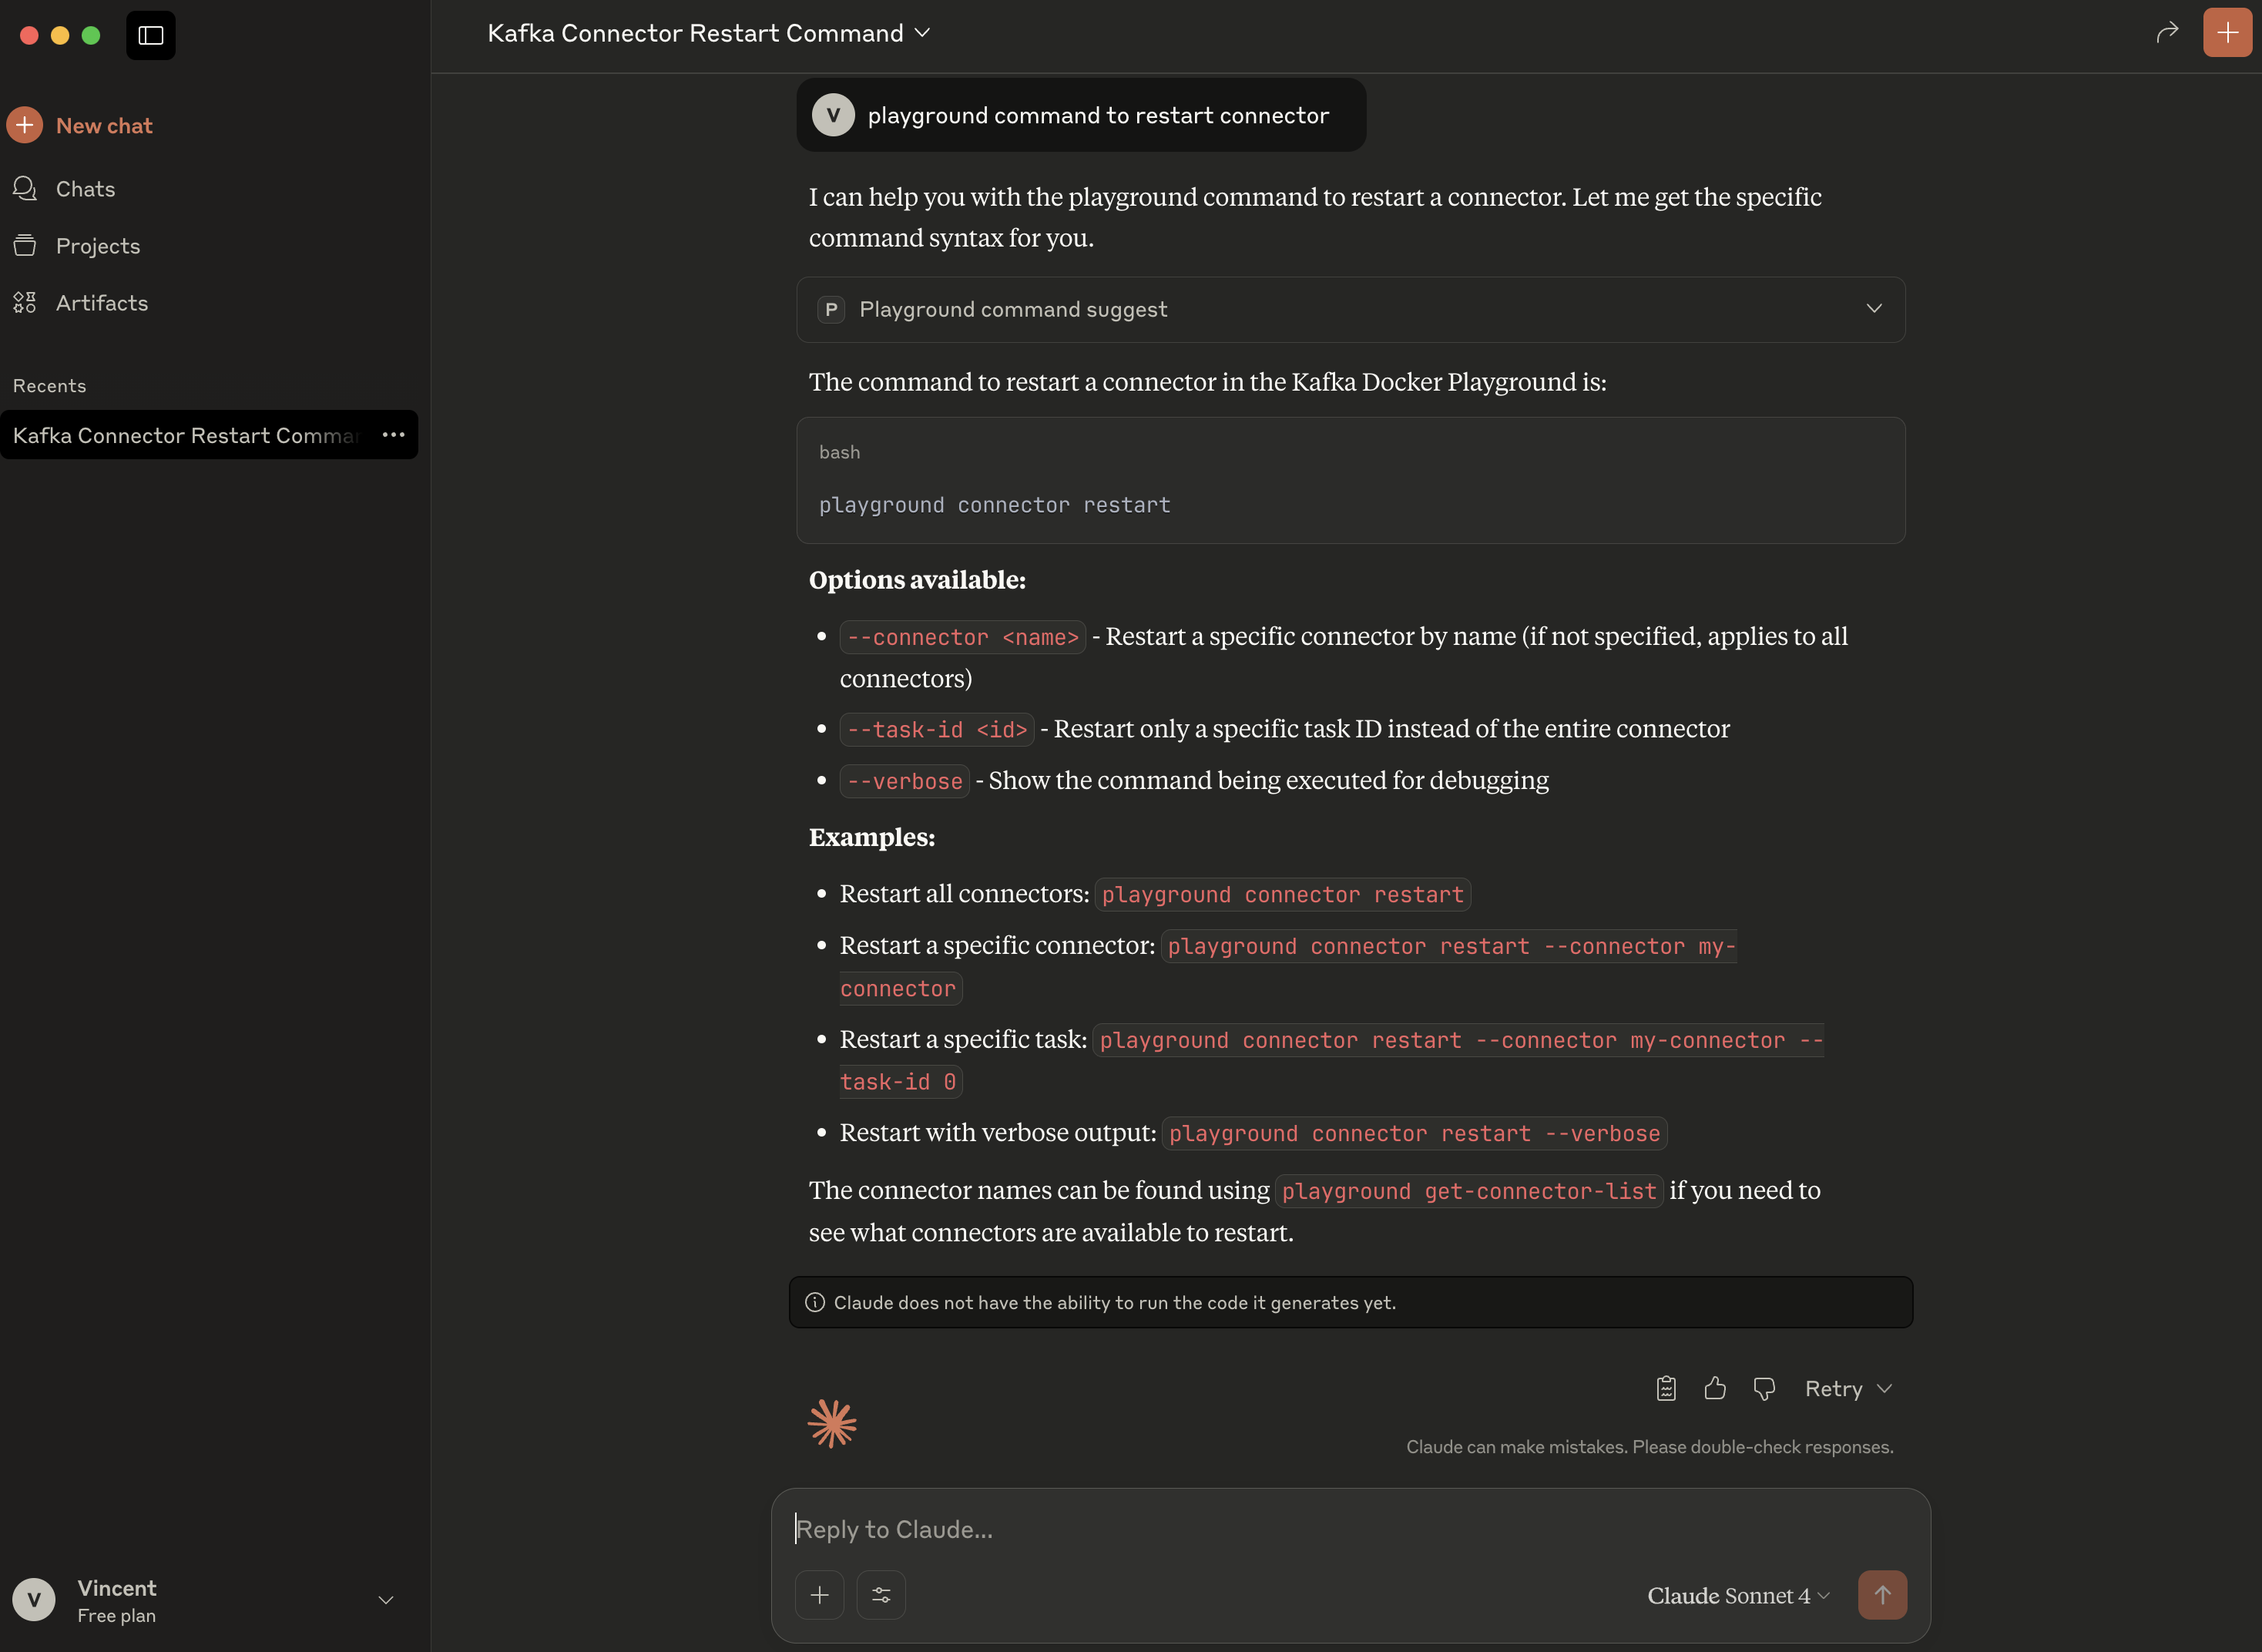 Kafka Connector Restart Command
New chat
Chats
Projects
Artifacts
Recents
Kafka Connector Restart Comman
Vincent
Free plan
V
V
playground command to restart connector
I can help you with the playground command to restart a connector. Let me get the specific
command syntax for you.
P Playground command suggest
The command to restart a connector in the Kafka Docker Playground is:
bash
playground connector restart
Options available:
• --connector <name> - Restart a specific connector by name (if not specified, applies to all
connectors)
• --task-id <id> - Restart only a specific task ID instead of the entire connector
• --verbose - Show the command being executed for debugging
Examples:
• Restart all connectors: playground connector restart
• Restart a specific connector: playground connector restart --connector my-
connector
• Restart a specific task: playground connector restart --connector my-connector --
task-id 0
• Restart with verbose output: playground connector restart --verbose
The connector names can be found using playground get-connector-list if you need to
see what connectors are available to restart.
Claude does not have the ability to run the code it generates yet.
Retry
Claude can make mistakes. Please double-check responses.
Reply to Claude...
Claude Sonnet 4